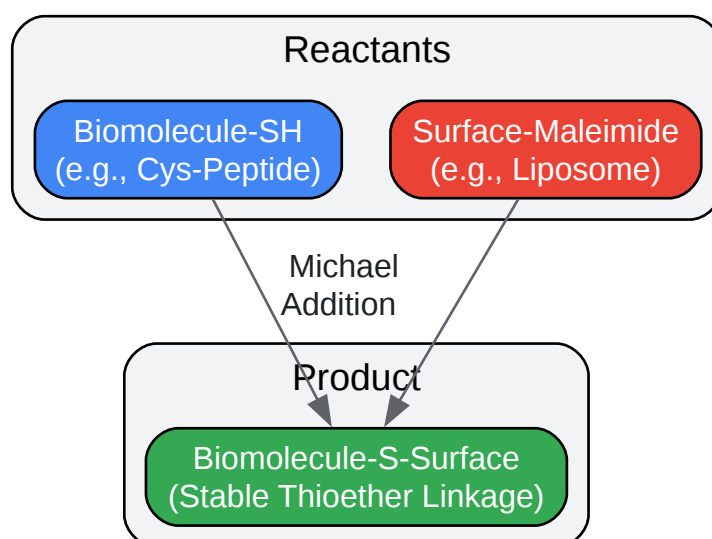 Reactants
Biomolecule-SH
(e.g., Cys-Peptide)
Surface-Maleimide
(e.g., Liposome)
Michael
Addition
Product
Biomolecule-S-Surface
(Stable Thioether Linkage)